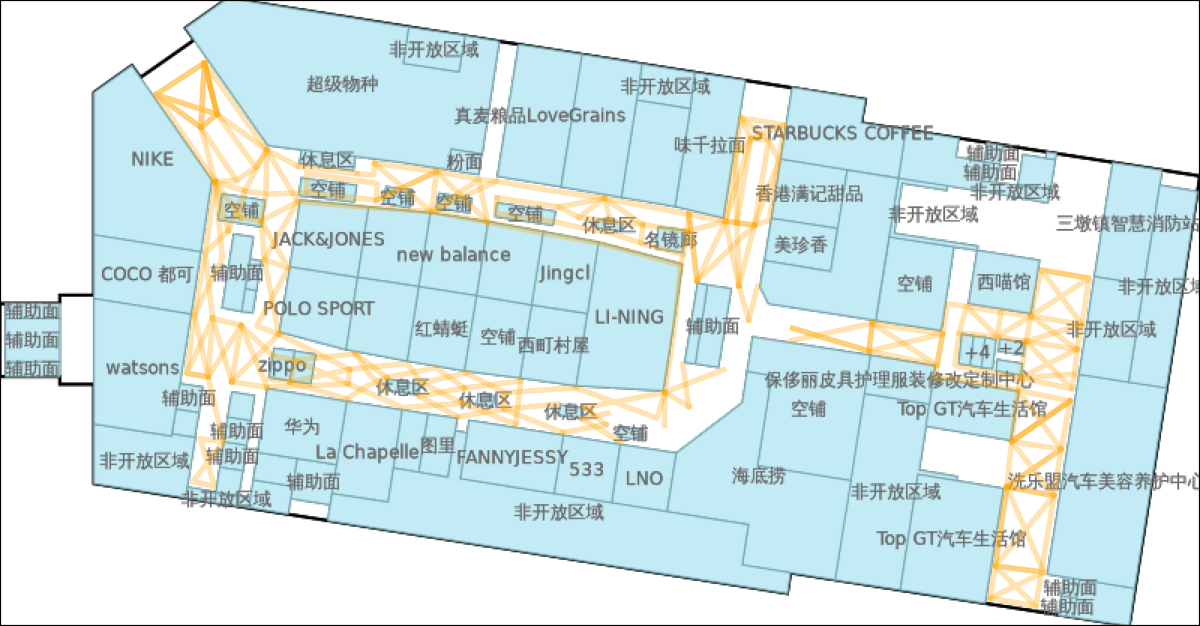 非开放区域
超级物种
非开放区域
真麦粮品LoveGrains
STARBUCKS COFFEE
味千拉面
辅助面
辅助面
NIKE
休息区
粉面
非开放区域
空铺
空铺
空铺
香港满记甜品
空铺
空铺
非开放区域
休息区
三墩镇智慧消防站
名镜廊
JACK&JONES
美珍香
new balance
COCO 都可
辅助面
Jingcl
空铺
西喵馆
非开放区域
辅助面
POLO SPORT
LI-NING
辅助面
红蜻蜓
空铺
西町村屋
非开放区域
辅助面
+4
+2
辅助面
watsons
zippo
保侈丽皮具护理服装修改定制中心
休息区
辅助面
休息区
休息区
空铺
Top GT汽车生活馆
华为
辅助面
空铺
图里
La Chapelle
辅助面
FANNYJESSY
非开放区域
533
LNO
海底捞
辅助面
洗乐盟汽车美容养护中心
非开放区域
非开放区域
非开放区域
Top GT汽车生活馆
辅助面
辅助面